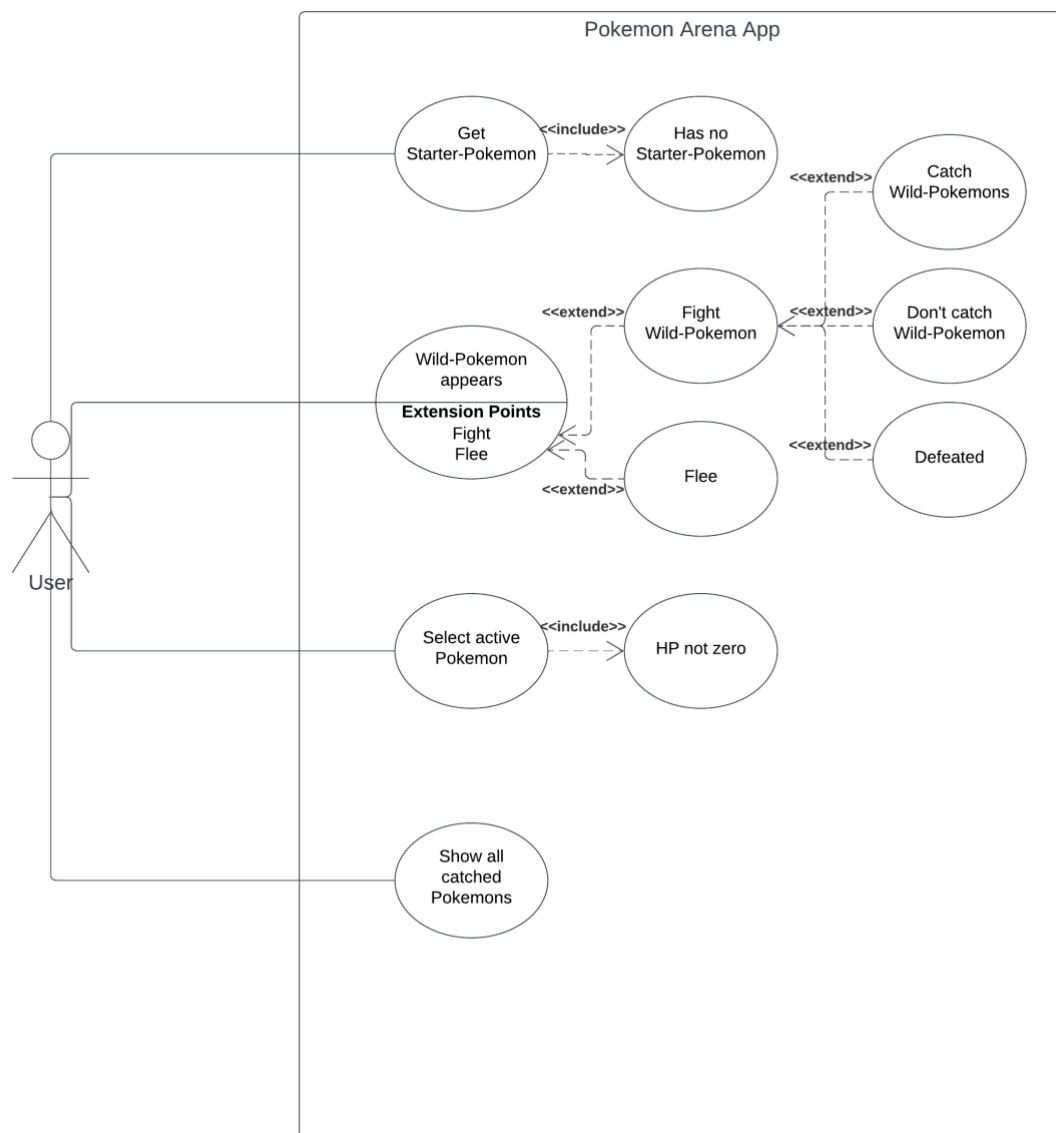 Pokemon Arena App
Get
Starter-Pokemon
<<include>>
Has no
Starter-Pokemon
<<extend>>
Catch
Wild-Pokemons
<<extend>>
Fight
Wild-Pokemon
<<extend>>
Don't catch
Wild-Pokemon
Wild-Pokemon
appears
Extension Points
Fight
Flee
<<extend>>
Flee
<<extend>>
Defeated
User
Select active
Pokemon
<<include>>
HP not zero
Show all
catched
Pokemons